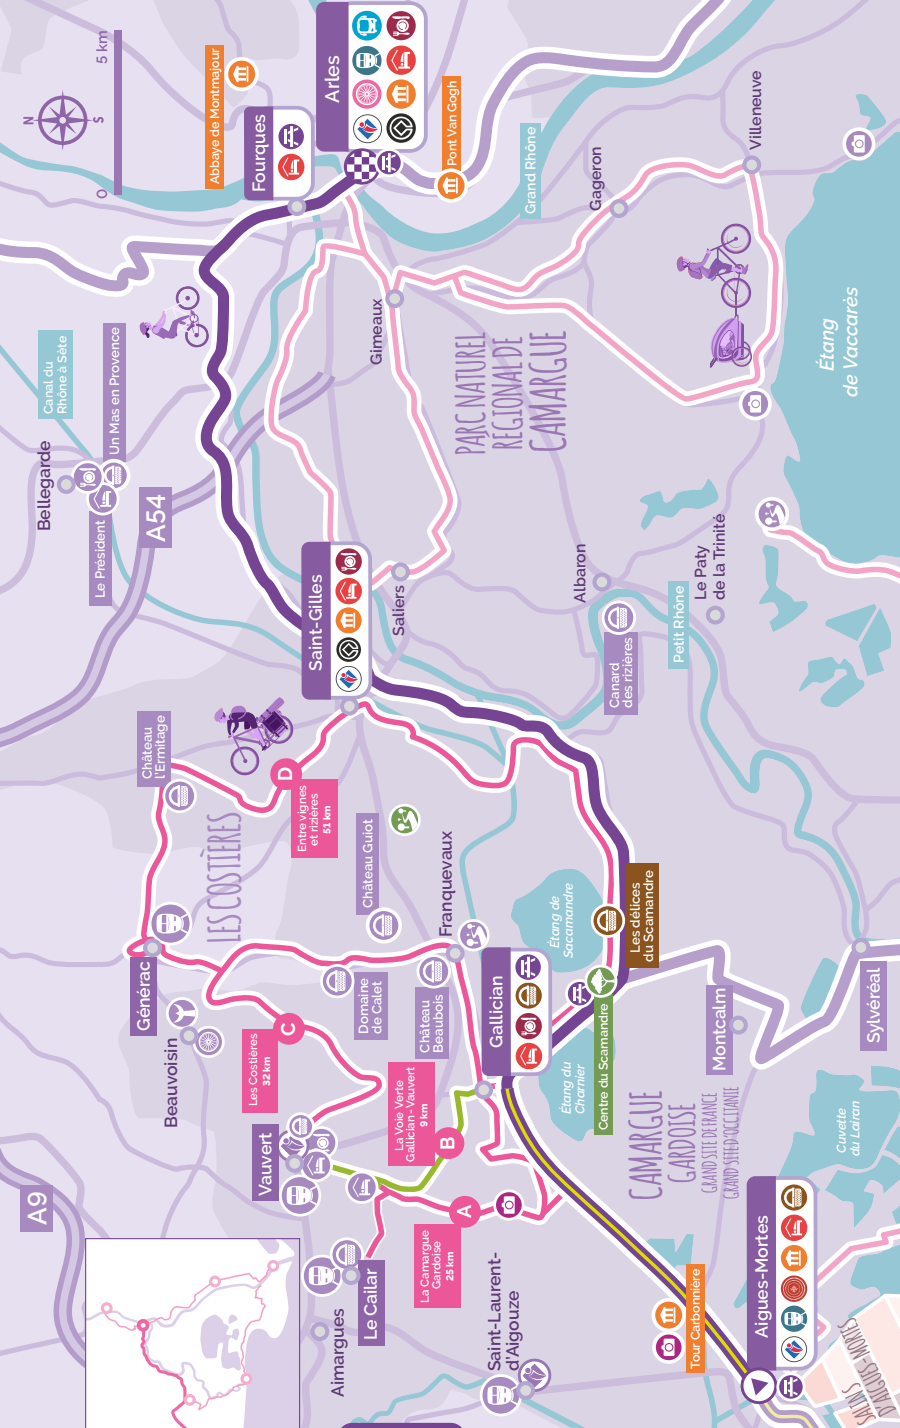 N
S
0
5 km
A9
A54
Abbaye de Montmajour
Fourques
Arles
Pont Van Gogh
Grand Rhône
Gageron
Villeneuve
Canal du
Rhône à Sète
Un Mas en Provence
Bellegarde
Le Président
Gimeaux
PARC NATUREL
RÉGIONAL DE
CAMARGUE
Étang
de Vaccarès
Saint-Gilles
Saliers
Albaron
Le Paty
de la Trinité
Petit Rhône
Canard
des rizières
Château
l'Ermitage
D
Entre vignes
et rizières
51 km
LES COSTIÈRES
Château Guiot
Franquevaux
Générac
Domaine
de Calet
Château
Beaubois
Gallician
Étang de
Scamandre
Les délices
du Scamandre
Beauvoisin
C
Les Costières
32 km
La Voie Verte
Gallician-Vauvert
9 km
B
Étang du
Charnier
Centre du Scamandre
Montcalm
Sylvéréal
Vauvert
A
La Camargue
Gardoise
25 km
CAMARGUE
GARDOISE
GRAND SITE DE FRANCE
GRAND SITE D'OCCITANIE
Cuvette
du Lairan
Le Cailar
Aimargues
Saint-Laurent-
d'Aigouze
Tour Carbonnière
Aigues-Mortes
SALINS
D'AIGUES-MORTES